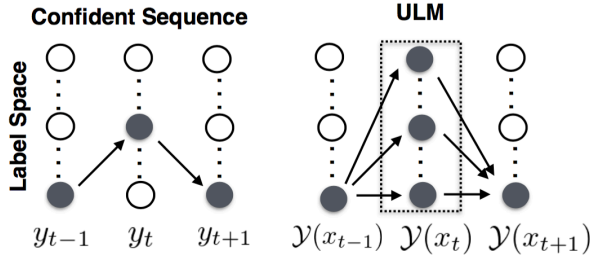 Confident Sequence
ULM
Label Space
y_{t-1} y_t y_{t+1}
𝒴(x_{t-1}) 𝒴(x_t) 𝒴(x_{t+1})